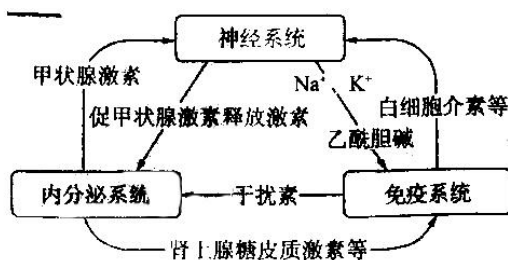 神经系统
甲状腺激素
Na⁺ K⁺
白细胞介素等
促甲状腺激素释放激素
乙酰胆碱
内分泌系统
干扰素
免疫系统
肾上腺糖皮质激素等